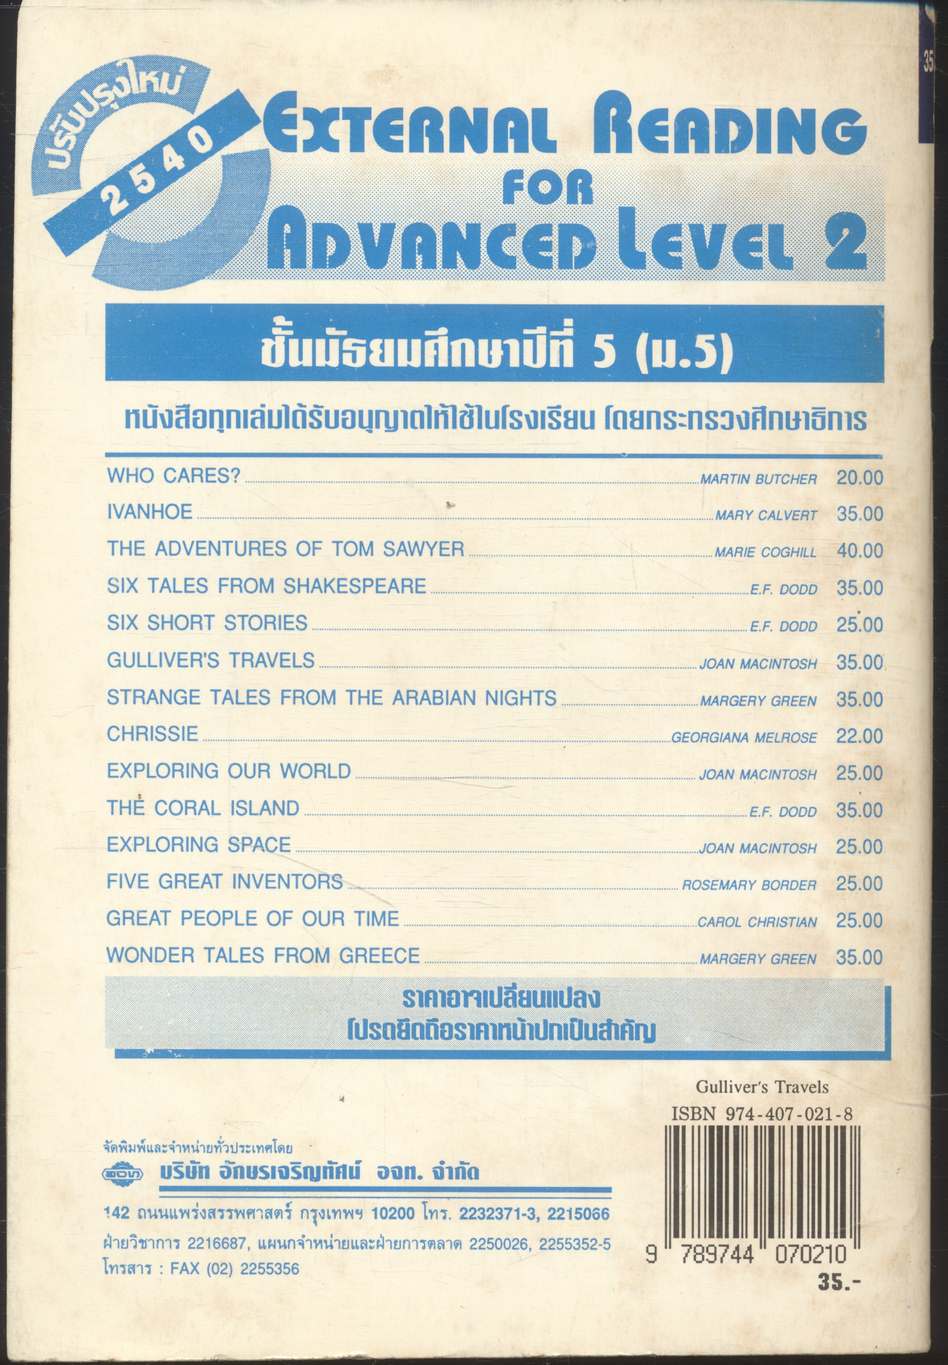 ปรับปรุงใหม่
2540
EXTERNAL READING
FOR
ADVANCED LEVEL 2
ชั้นมัธยมศึกษาปีที่ 5 (ม.5)
หนังสือทุกเล่มได้รับอนุญาตให้ใช้ในโรงเรียน โดยกระทรวงศึกษาธิการ
WHO CARES? MARTIN BUTCHER 20.00
IVANHOE MARY CALVERT 35.00
THE ADVENTURES OF TOM SAWYER MARIE COGHILL 40.00
SIX TALES FROM SHAKESPEARE E.F. DODD 35.00
SIX SHORT STORIES E.F. DODD 25.00
GULLIVER'S TRAVELS JOAN MACINTOSH 35.00
STRANGE TALES FROM THE ARABIAN NIGHTS MARGERY GREEN 35.00
CHRISSIE GEORGIANA MELROSE 22.00
EXPLORING OUR WORLD JOAN MACINTOSH 25.00
THE CORAL ISLAND E.F. DODD 35.00
EXPLORING SPACE JOAN MACINTOSH 25.00
FIVE GREAT INVENTORS ROSEMARY BORDER 25.00
GREAT PEOPLE OF OUR TIME CAROL CHRISTIAN 25.00
WONDER TALES FROM GREECE MARGERY GREEN 35.00
ราคาอาจเปลี่ยนแปลง
โปรดยึดถือราคาหน้าปกเป็นสำคัญ
Gulliver's Travels
ISBN 974-407-021-8
9 789744 070210
35.-
จัดพิมพ์และจำหน่ายทั่วประเทศโดย
อจท บริษัท อักษรเจริญทัศน์ อจท. จำกัด
142 ถนนแพร่งสรรพศาสตร์ กรุงเทพฯ 10200 โทร. 2232371-3, 2215066
ฝ่ายวิชาการ 2216687, แผนกจำหน่ายและฝ่ายการตลาด 2250026, 2255352-5
โทรสาร : FAX (02) 2255356